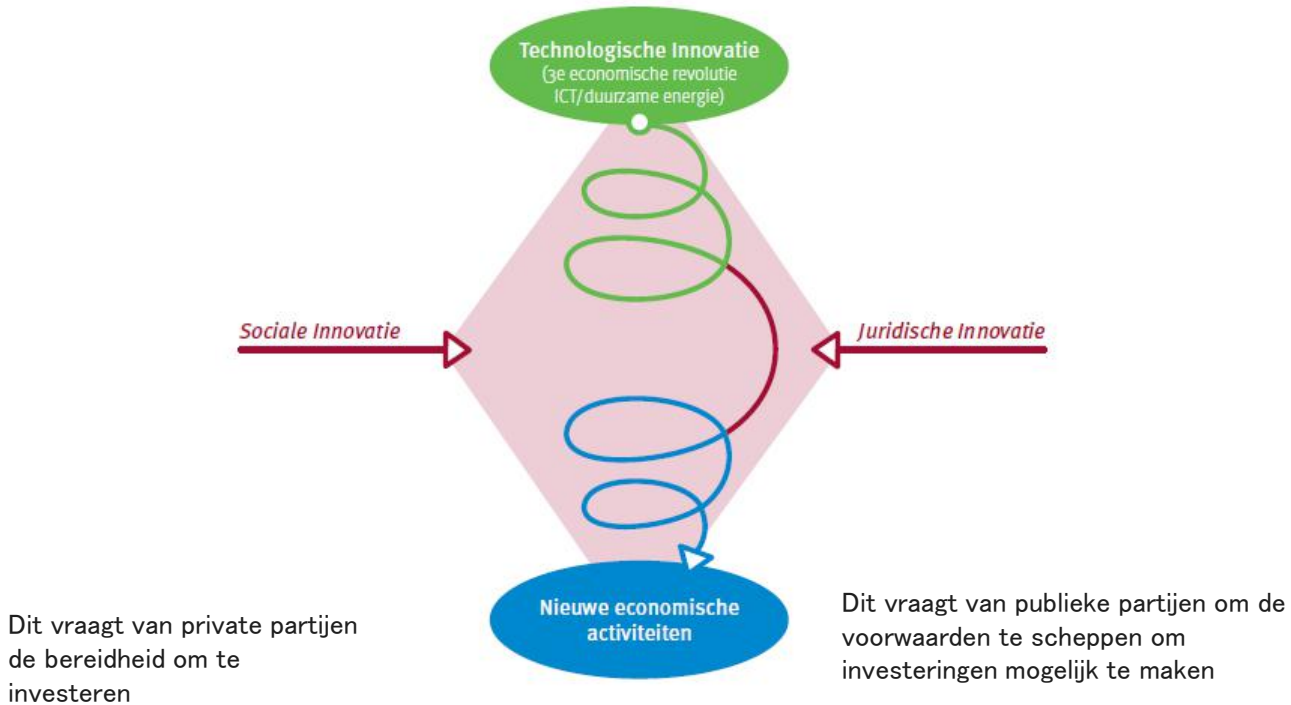 Technologische Innovatie
(3e economische revolutie
ICT/duurzame energie)
Sociale Innovatie
Juridische Innovatie
Nieuwe economische
activiteiten
Dit vraagt van private partijen
de bereidheid om te
investeren
Dit vraagt van publieke partijen om de
voorwaarden te scheppen om
investeringen mogelijk te maken